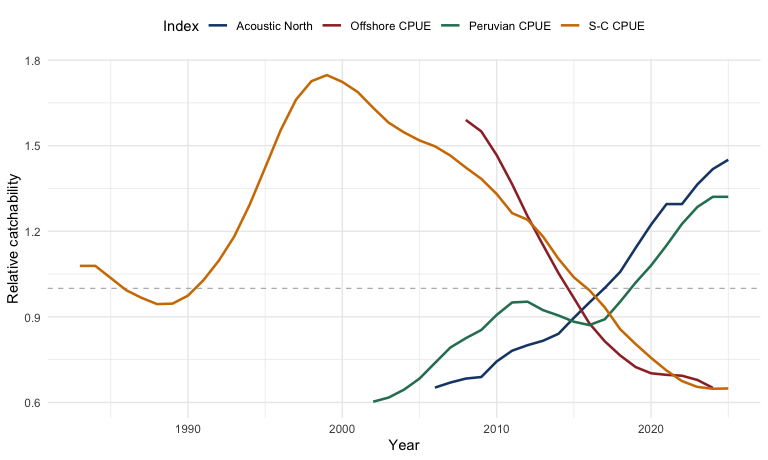 Index Acoustic North Offshore CPUE Peruvian CPUE S-C CPUE
Relative catchability
1.8
1.5
1.2
0.9
0.6
1990 2000 2010 2020
Year